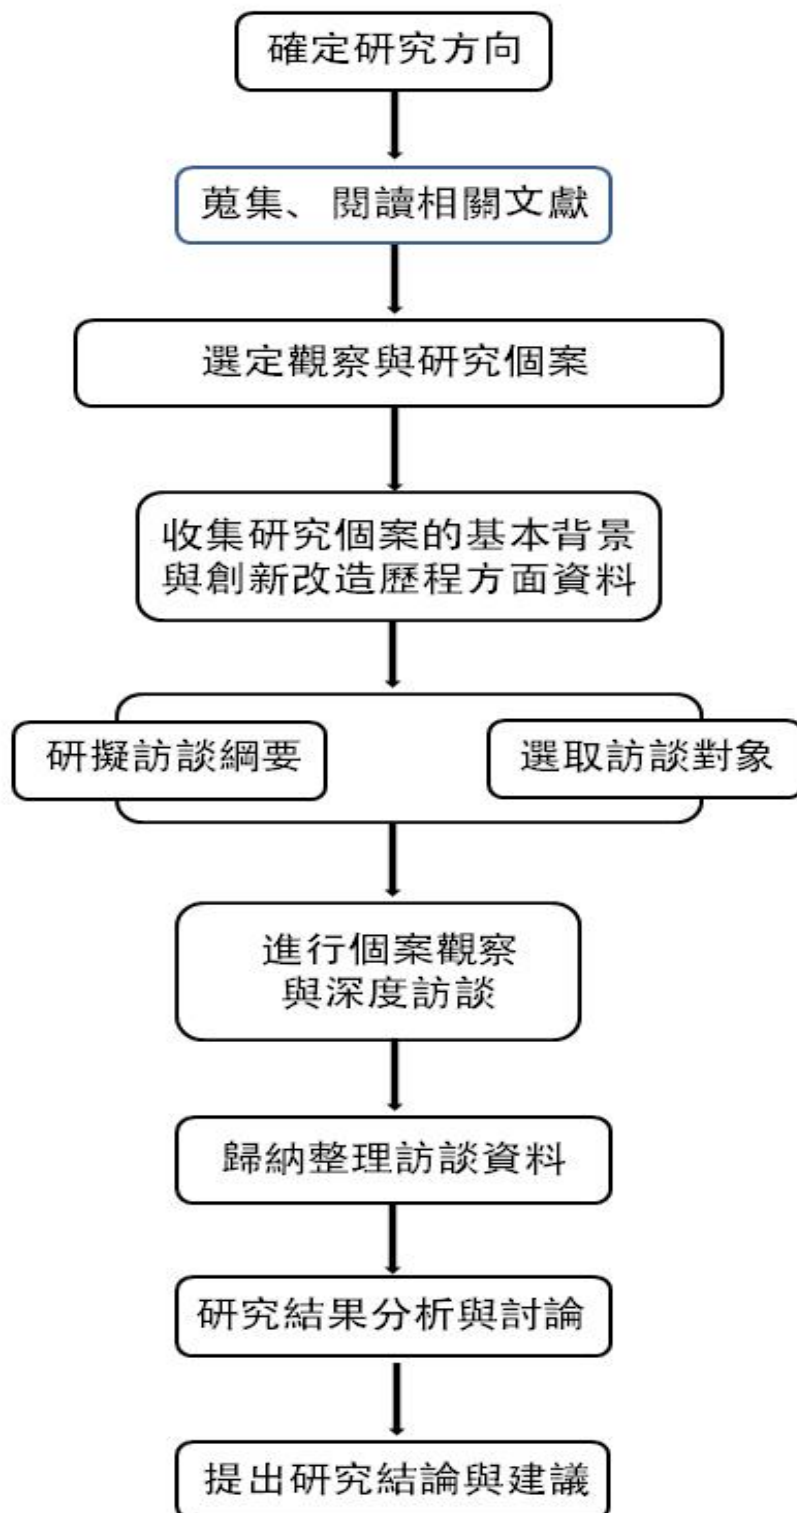 確定研究方向
蒐集、閱讀相關文獻
選定觀察與研究個案
收集研究個案的基本背景
與創新改造歷程方面資料
研擬訪談綱要
選取訪談對象
進行個案觀察
與深度訪談
歸納整理訪談資料
研究結果分析與討論
提出研究結論與建議